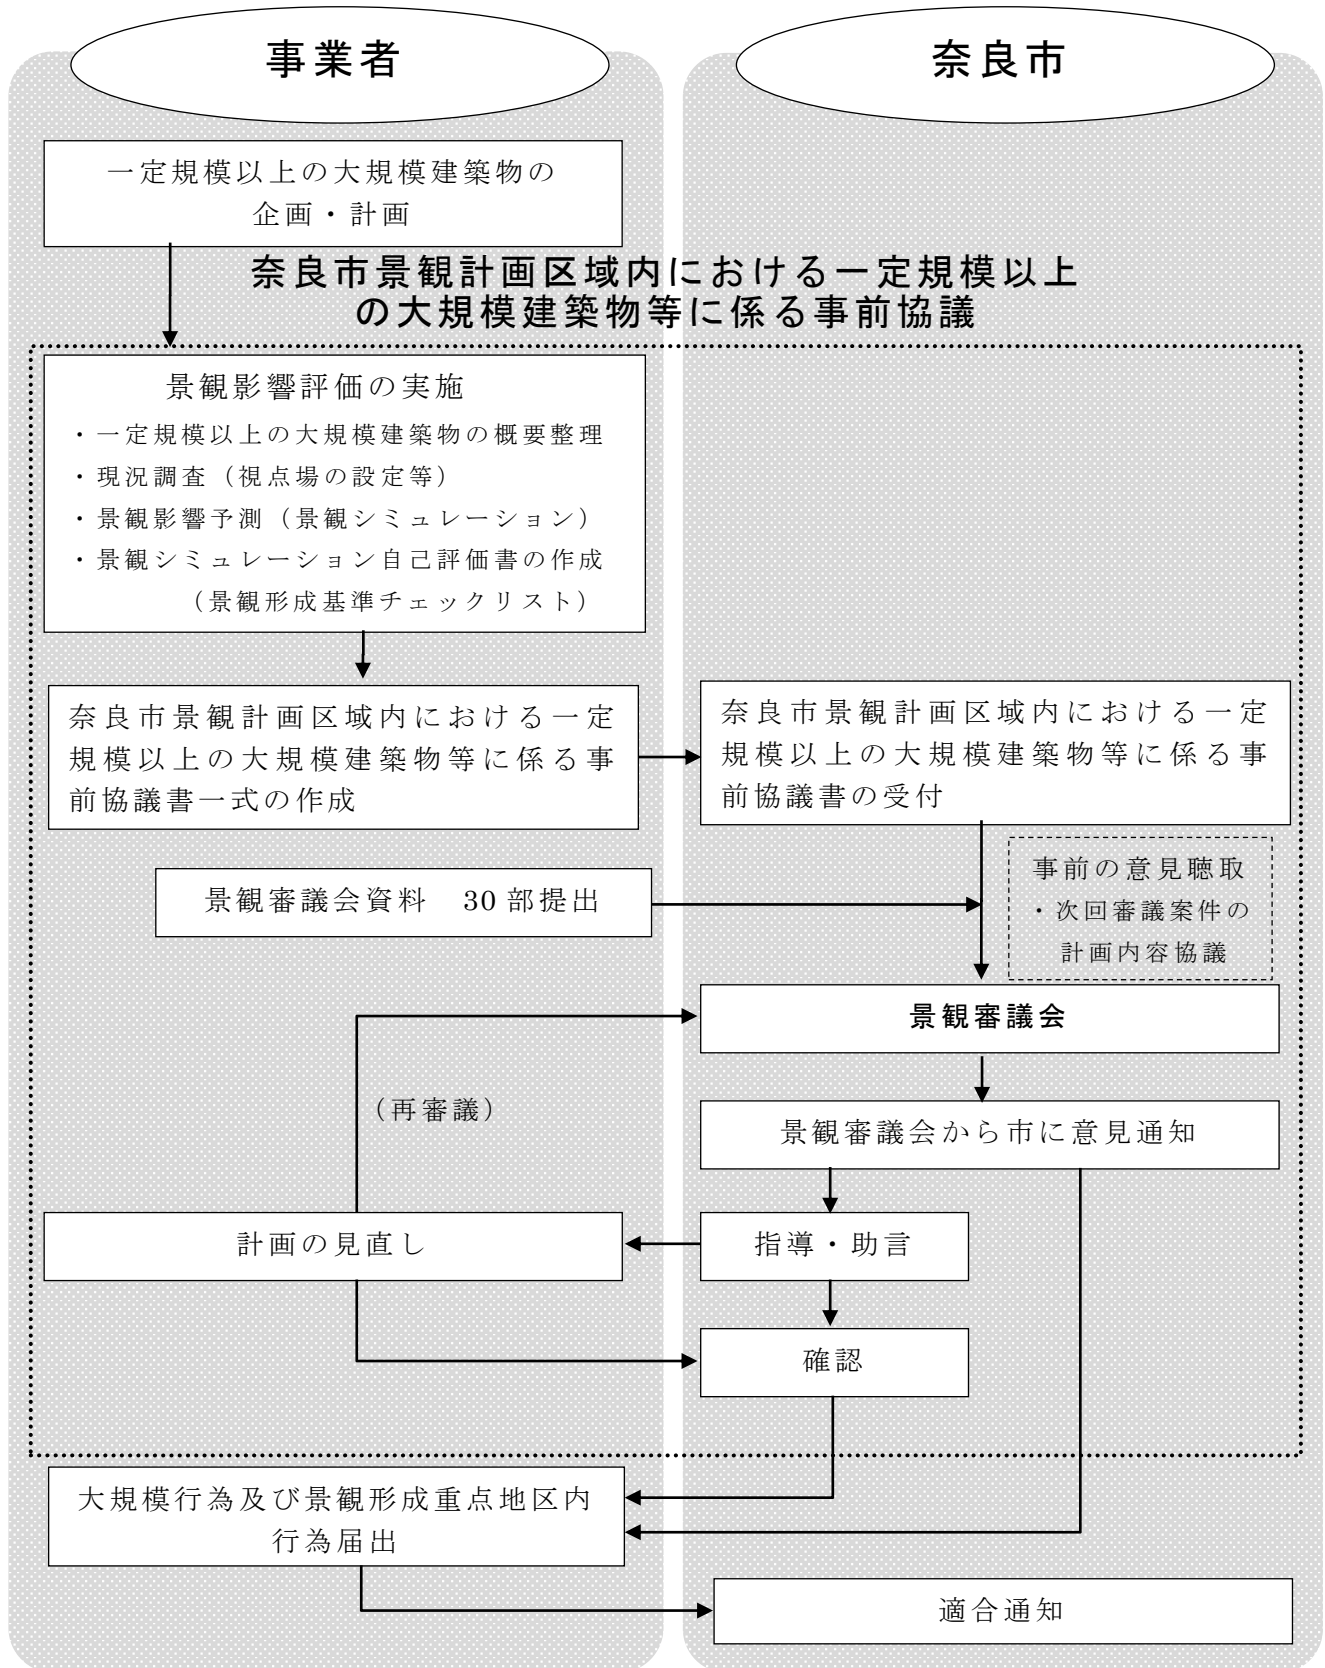 事業者
奈良市
一定規模以上の大規模建築物の
企画・計画
奈良市景観計画区域内における一定規模以上
の大規模建築物等に係る事前協議
景観影響評価の実施
・一定規模以上の大規模建築物の概要整理
・現況調査（視点場の設定等）
・景観影響予測（景観シミュレーション）
・景観シミュレーション自己評価書の作成
（景観形成基準チェックリスト）
奈良市景観計画区域内における一定
規模以上の大規模建築物等に係る事
前協議書一式の作成
奈良市景観計画区域内における一定
規模以上の大規模建築物等に係る事
前協議書の受付
景観審議会資料　30 部提出
事前の意見聴取
・次回審議案件の
計画内容協議
景観審議会
（再審議）
景観審議会から市に意見通知
計画の見直し
指導・助言
確認
大規模行為及び景観形成重点地区内
行為届出
適合通知